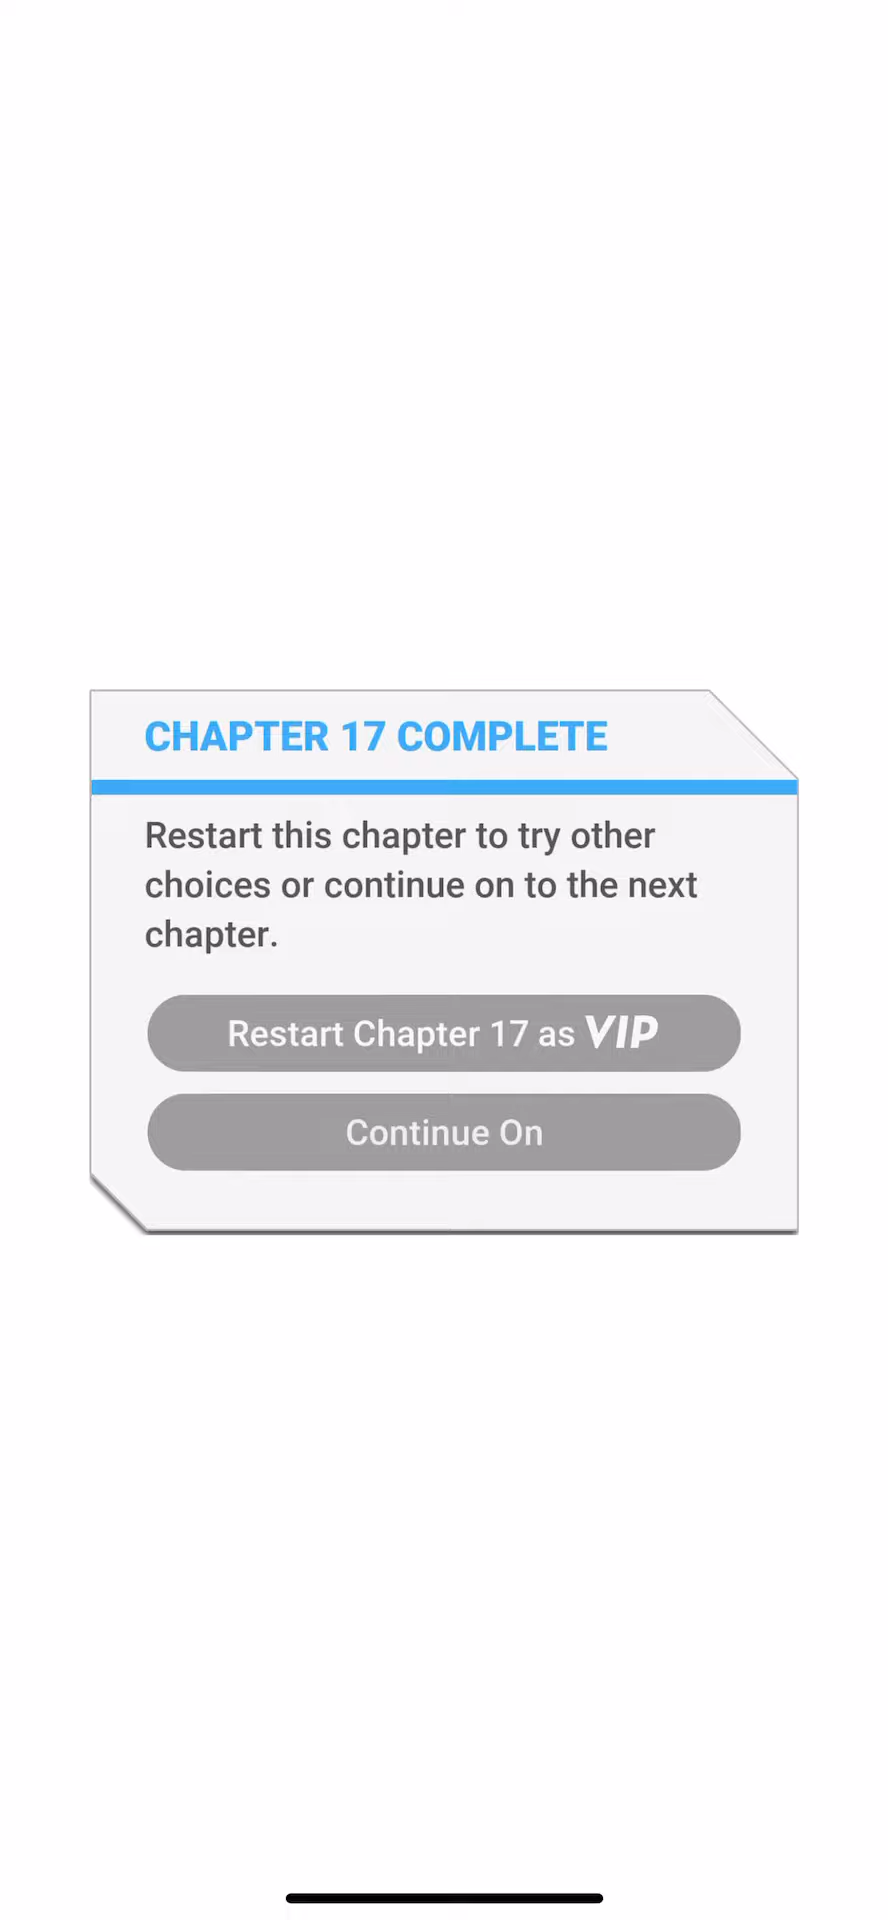 CHAPTER 17 COMPLETE
Restart this chapter to try other
choices or continue on to the next
chapter.
Restart Chapter 17 as VIP
Continue On